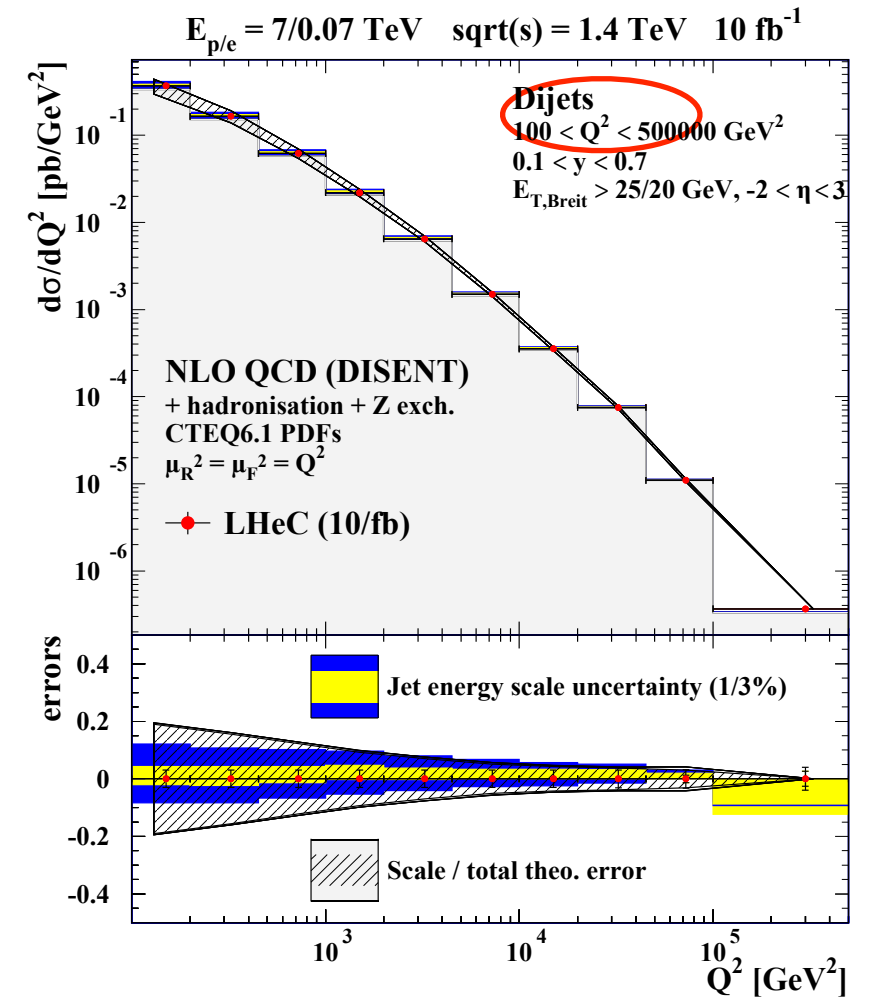 E_p/e = 7/0.07 TeV sqrt(s) = 1.4 TeV 10 fb^-1
dσ/dQ^2 [pb/GeV^2]
Dijets
100 < Q^2 < 500000 GeV^2
0.1 < y < 0.7
E_T,Breit > 25/20 GeV, -2 < η < 3
10^-1
10^-2
10^-3
10^-4
10^-5
10^-6
NLO QCD (DISENT)
+ hadronisation + Z exch.
CTEQ6.1 PDFs
μ_R^2 = μ_F^2 = Q^2
LHeC (10/fb)
errors
0.4
0.2
0
-0.2
-0.4
Jet energy scale uncertainty (1/3%)
Scale / total theo. error
10^3 10^4 10^5
Q^2 [GeV^2]